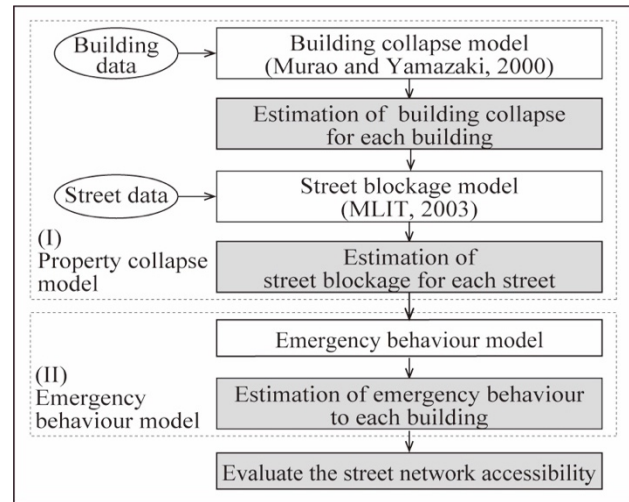 Building
data
Building collapse model
(Murao and Yamazaki, 2000)
Estimation of building collapse
for each building
Street data
Street blockage model
(MLIT, 2003)
(I)
Property collapse
model
Estimation of
street blockage for each street
Emergency behaviour model
(II)
Emergency
behaviour model
Estimation of emergency behaviour
to each building
Evaluate the street network accessibility